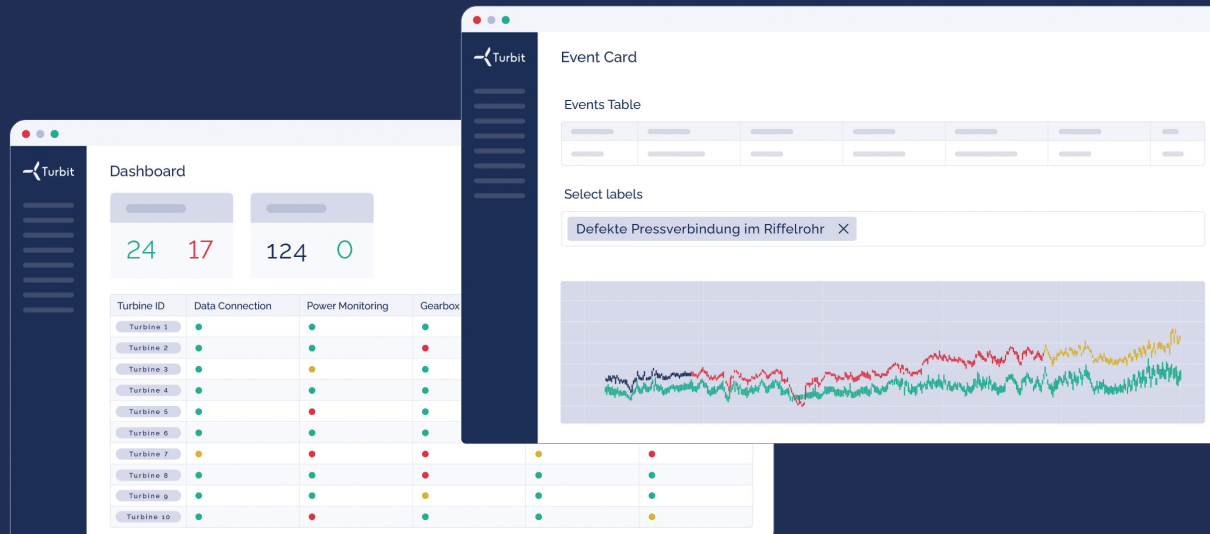 Turbit
Dashboard
24 17
124 0
Turbine ID Data Connection Power Monitoring Gearbox
Turbine 1
Turbine 2
Turbine 3
Turbine 4
Turbine 5
Turbine 6
Turbine 7
Turbine 8
Turbine 9
Turbine 10
Turbit
Event Card
Events Table
Select labels
Defekte Pressverbindung im Riffelrohr